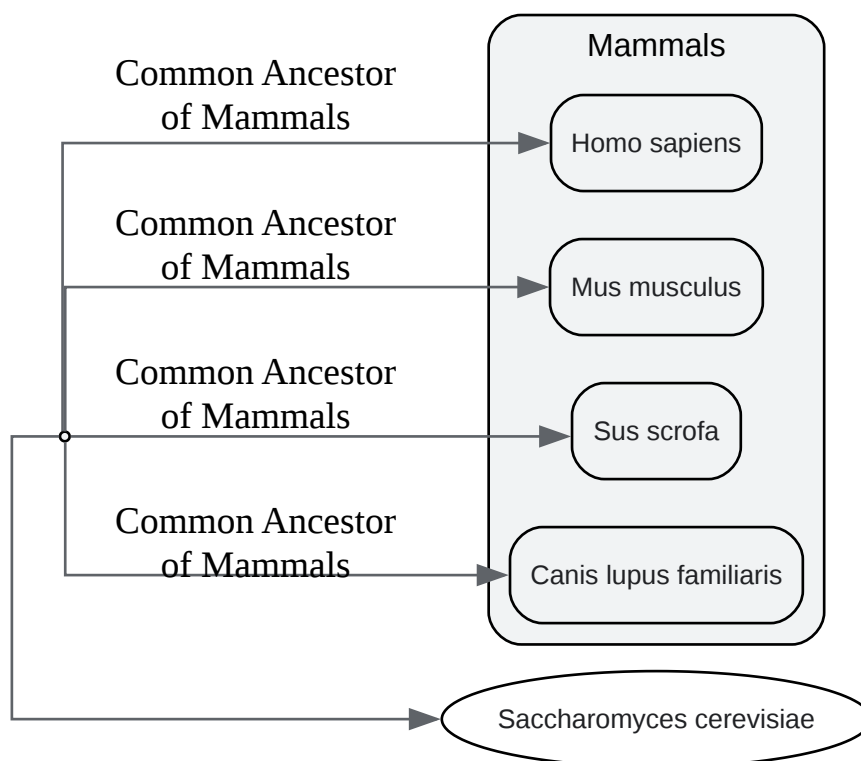 Mammals
Common Ancestor
of Mammals
Homo sapiens
Common Ancestor
of Mammals
Mus musculus
Common Ancestor
of Mammals
Sus scrofa
Common Ancestor
of Mammals
Canis lupus familiaris
Saccharomyces cerevisiae